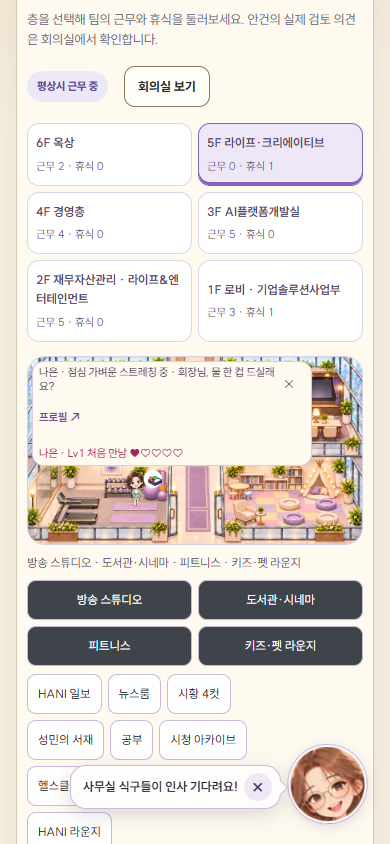 층을 선택해 팀의 근무와 휴식을 둘러보세요. 안건의 실제 검토 의견
은 회의실에서 확인합니다.
평상시 근무 중
회의실 보기
6F 옥상
근무 2 · 휴식 0
5F 라이프·크리에이티브
근무 0 · 휴식 1
4F 경영층
근무 4 · 휴식 0
3F AI플랫폼개발실
근무 5 · 휴식 0
2F 재무자산관리 · 라이프&엔
터테인먼트
근무 5 · 휴식 0
1F 로비 · 기업솔루션사업부
근무 3 · 휴식 1
나은 · 점심 가벼운 스트레칭 중 · 회장님, 물 한 컵 드실래
요?
프로필 ↗
나은 · Lv1 처음 만남 ♥♡♡♡♡
방송 스튜디오 · 도서관·시네마 · 피트니스 · 키즈·펫 라운지
방송 스튜디오
도서관·시네마
피트니스
키즈·펫 라운지
HANI 일보
뉴스룸
시황 4컷
성민의 서재
공부
시청 아카이브
헬스클
사무실 식구들이 인사 기다려요!
HANI 라운지